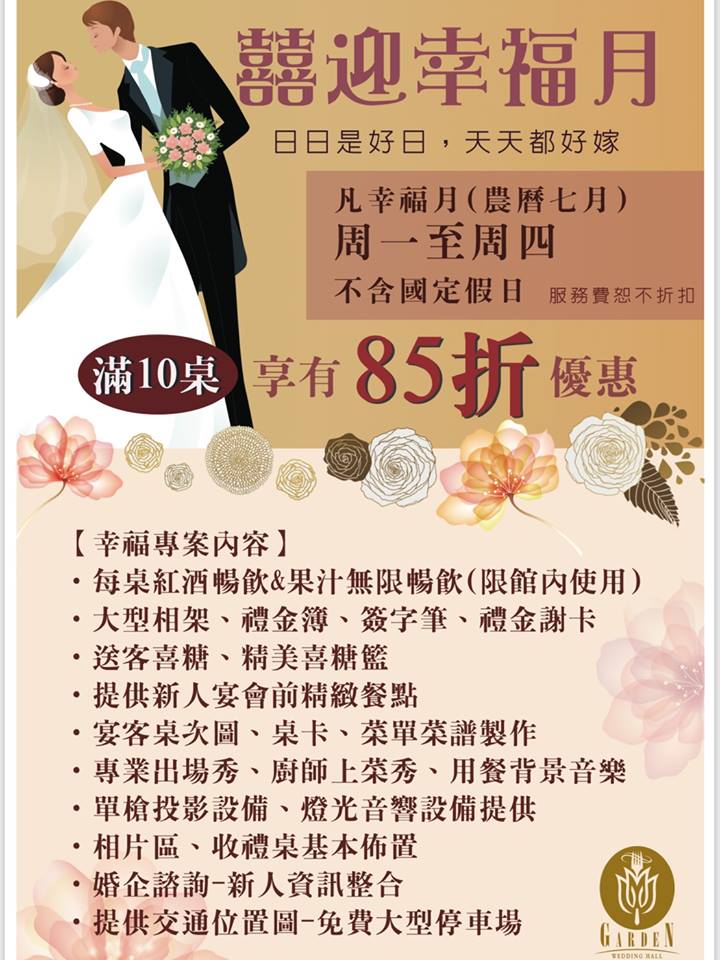 囍迎幸福月
日日是好日，天天都好嫁
凡幸福月(農曆七月)
周一至周四
不含國定假日 服務費恕不折扣
滿10桌 享有85折優惠
【幸福專案內容】
・每桌紅酒暢飲&果汁無限暢飲(限館內使用)
・大型相架、禮金簿、簽字筆、禮金謝卡
・送客喜糖、精美喜糖籃
・提供新人宴會前精緻餐點
・宴客桌次圖、桌卡、菜單菜譜製作
・專業出場秀、廚師上菜秀、用餐背景音樂
・單槍投影設備、燈光音響設備提供
・相片區、收禮桌基本佈置
・婚企諮詢-新人資訊整合
・提供交通位置圖-免費大型停車場
GARDEN
WEDDING HALL